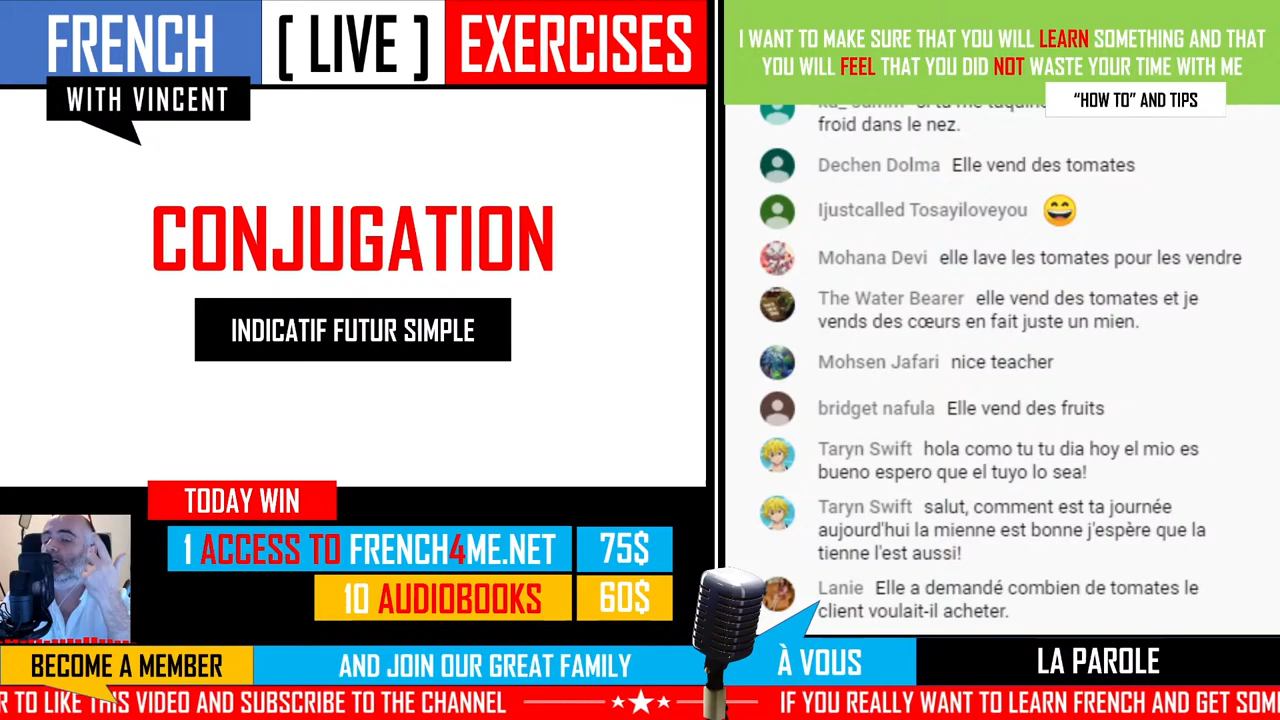 FRENCH
WITH VINCENT
[ LIVE ]
EXERCISES
CONJUGATION
INDICATIF FUTUR SIMPLE
TODAY WIN
1 ACCESS TO FRENCH4ME.NET
75$
10 AUDIOBOOKS
60$
I WANT TO MAKE SURE THAT YOU WILL LEARN SOMETHING AND THAT
YOU WILL FEEL THAT YOU DID NOT WASTE YOUR TIME WITH ME
"HOW TO" AND TIPS
froid dans le nez.
Dechen Dolma Elle vend des tomates
Ijustcalled Tosayiloveyou 😄
Mohana Devi elle lave les tomates pour les vendre
The Water Bearer elle vend des tomates et je
vends des cœurs en fait juste un mien.
Mohsen Jafari nice teacher
bridget nafula Elle vend des fruits
Taryn Swift hola como tu tu dia hoy el mio es
bueno espero que el tuyo lo sea!
Taryn Swift salut, comment est ta journée
aujourd'hui la mienne est bonne j'espère que la
tienne l'est aussi!
Lanie Elle a demandé combien de tomates le
client voulait-il acheter.
BECOME A MEMBER
AND JOIN OUR GREAT FAMILY
À VOUS
LA PAROLE
R TO LIKE THIS VIDEO AND SUBSCRIBE TO THE CHANNEL
IF YOU REALLY WANT TO LEARN FRENCH AND GET SOM